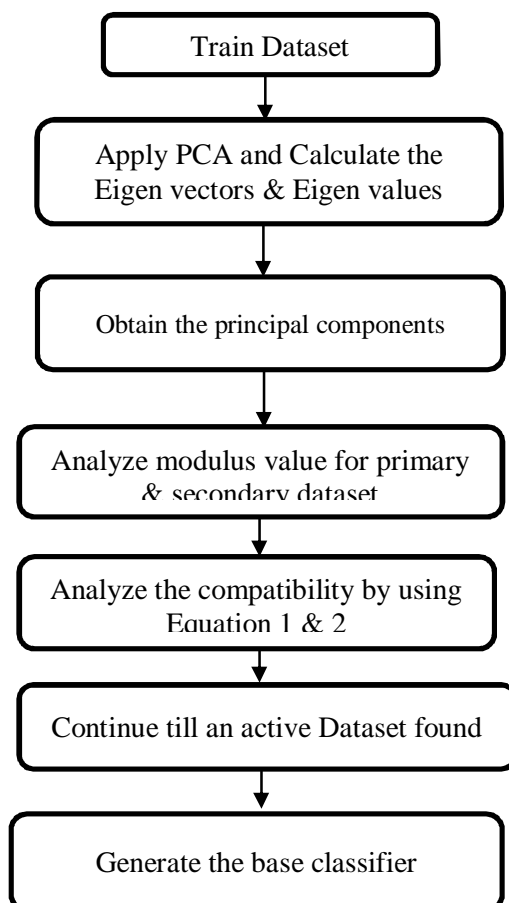 Train Dataset
Apply PCA and Calculate the
Eigen vectors & Eigen values
Obtain the principal components
Analyze modulus value for primary
& secondary dataset
Analyze the compatibility by using
Equation 1 & 2
Continue till an active Dataset found
Generate the base classifier